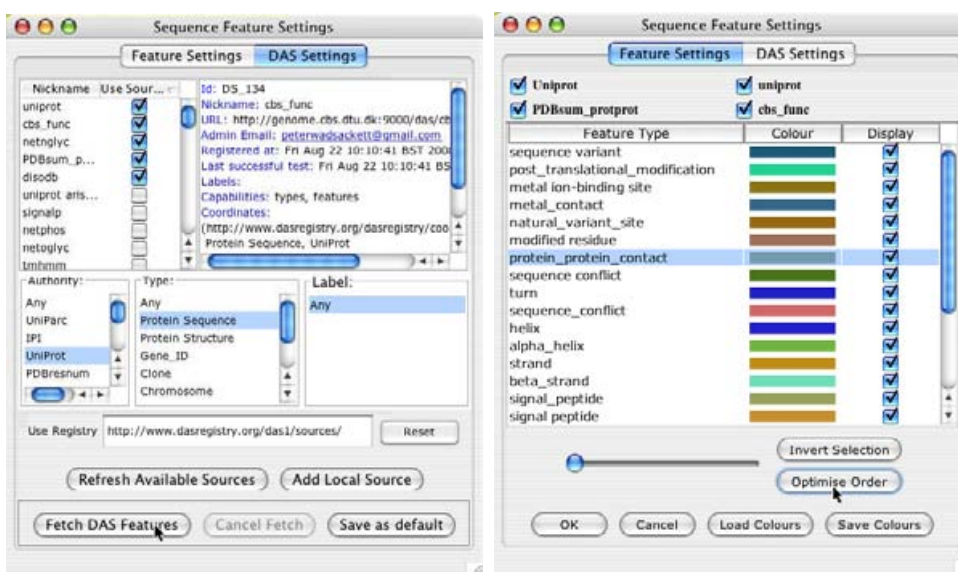 Sequence Feature Settings
Feature Settings DAS Settings
Nickname Use Sour...
uniprot
cbs_func
netnglyc
PDBsum_p...
disodb
uniprot aris...
signalp
netphos
netoglyc
tmhmm
Id: DS_134
Nickname: cbs_func
URL: http://genome.cbs.dtu.dk:9000/das/cb
Admin Email: peterwadsackett@gmail.com
Registered at: Fri Aug 22 10:10:41 BST 200
Last successful test: Fri Aug 22 10:10:41 BS
Labels:
Capabilities: types, features
Coordinates:
(http://www.dasregistry.org/dasregistry/coo
Protein Sequence, UniProt
Authority:
Any
UniParc
IPI
UniProt
PDBresnum
Type:
Any
Protein Sequence
Protein Structure
Gene_ID
Clone
Chromosome
Label:
Any
Use Registry http://www.dasregistry.org/das1/sources/ Reset
Refresh Available Sources Add Local Source
Fetch DAS Features Cancel Fetch Save as default
Sequence Feature Settings
Feature Settings DAS Settings
Uniprot uniprot
PDBsum_protprot cbs_func
Feature Type Colour Display
sequence variant
post_translational_modification
metal ion-binding site
metal_contact
natural_variant_site
modified residue
protein_protein_contact
sequence conflict
turn
sequence_conflict
helix
alpha_helix
strand
beta_strand
signal_peptide
signal peptide
Invert Selection
Optimise Order
OK Cancel Load Colours Save Colours